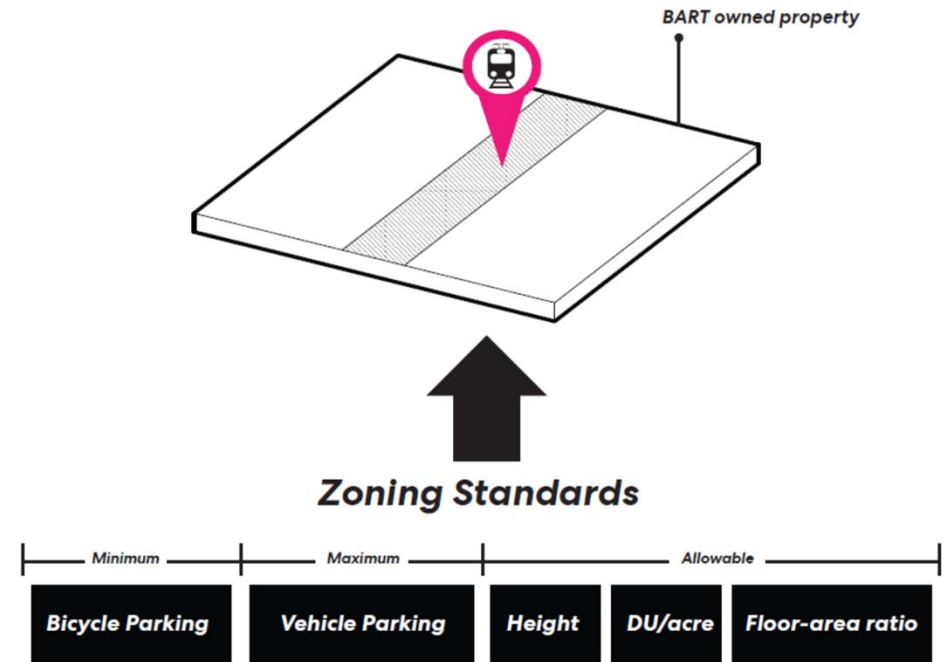 BART owned property
Zoning Standards
Minimum
Maximum
Allowable
Bicycle Parking
Vehicle Parking
Height
DU/acre
Floor-area ratio